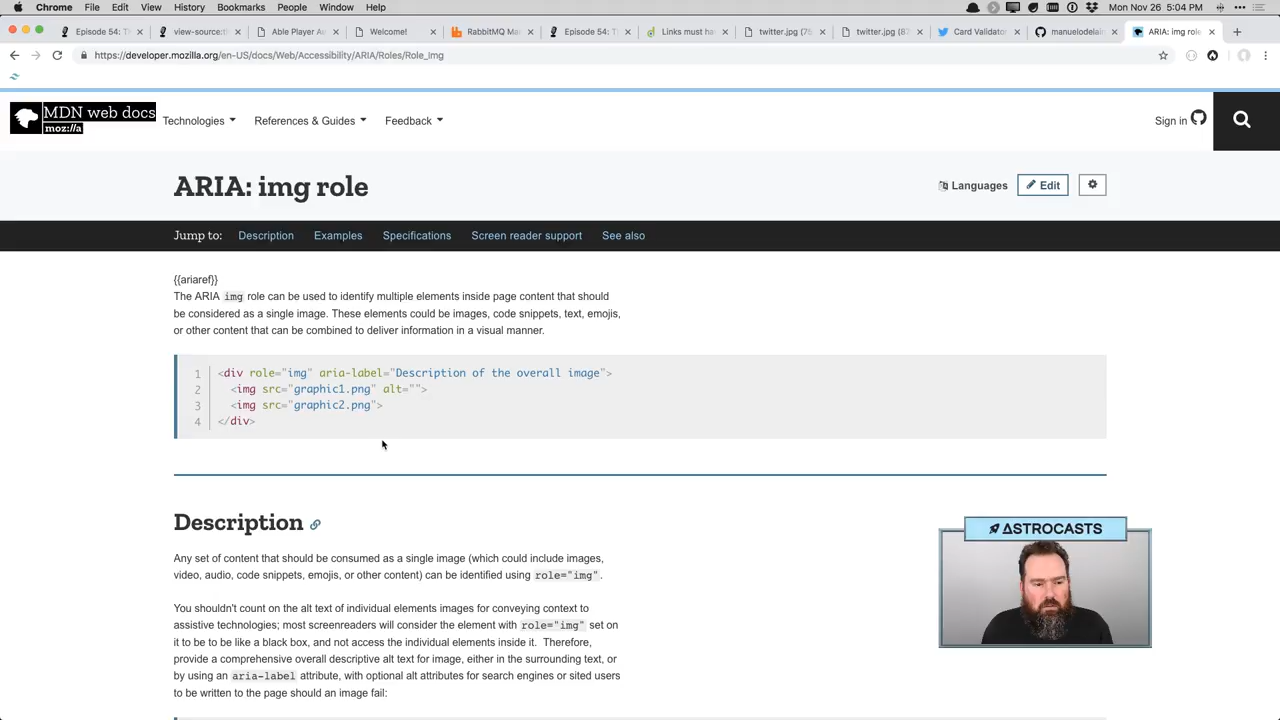 Chrome File Edit View History Bookmarks People Window Help Mon Nov 26 5:04 PM
Episode 54: T view-source:th Able Player Av Welcome! RabbitMQ Ma Episode 54: T Links must ha twitter.jpg (75 twitter.jpg (87 Card Validator manuelodelain ARIA: img role
https://developer.mozilla.org/en-US/docs/Web/Accessibility/ARIA/Roles/Role_img
MDN web docs
moz://a
Technologies References & Guides Feedback Sign in
ARIA: img role
Languages Edit
Jump to: Description Examples Specifications Screen reader support See also
{{ariaref}}
The ARIA img role can be used to identify multiple elements inside page content that should
be considered as a single image. These elements could be images, code snippets, text, emojis,
or other content that can be combined to deliver information in a visual manner.
1 <div role="img" aria-label="Description of the overall image">
2 <img src="graphic1.png" alt="">
3 <img src="graphic2.png">
4 </div>
Description
Any set of content that should be consumed as a single image (which could include images,
video, audio, code snippets, emojis, or other content) can be identified using role="img".
You shouldn't count on the alt text of individual elements images for conveying context to
assistive technologies; most screenreaders will consider the element with role="img" set on
it to be to be like a black box, and not access the individual elements inside it. Therefore,
provide a comprehensive overall descriptive alt text for image, either in the surrounding text, or
by using an aria-label attribute, with optional alt attributes for search engines or sited users
to be written to the page should an image fail:
ASTROCASTS